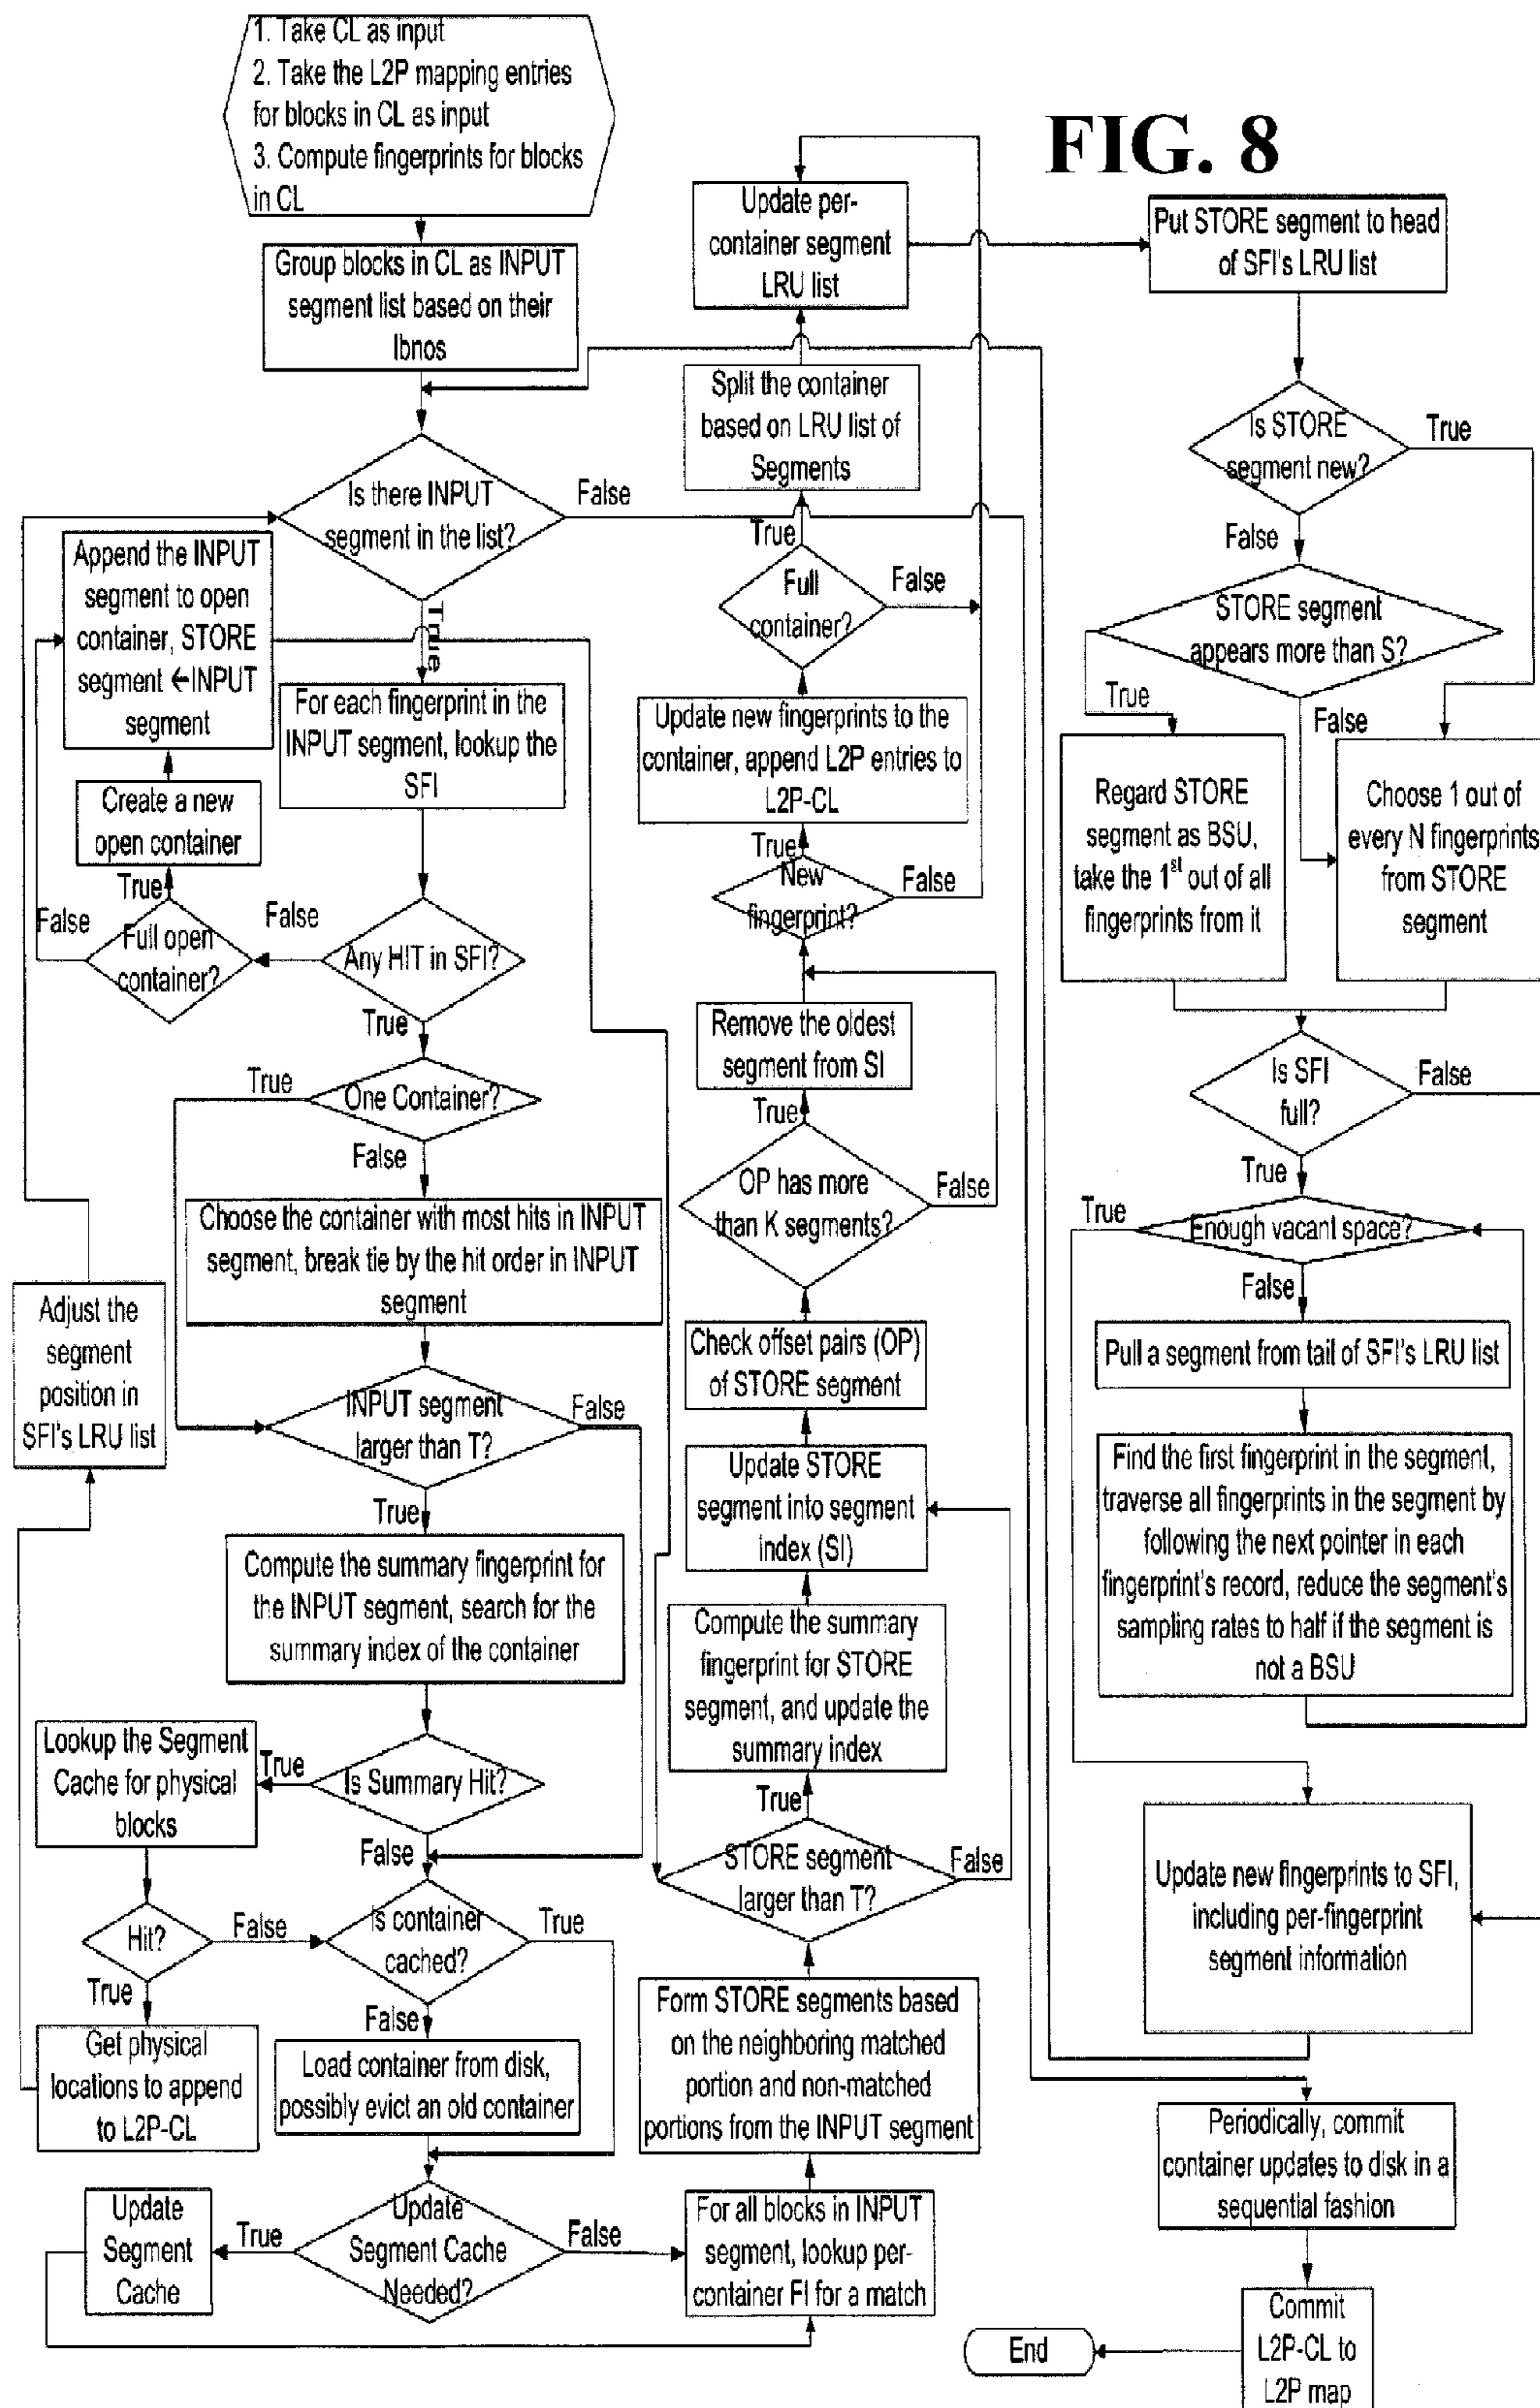 1. Take CL as input
2. Take the L2P mapping entries
for blocks in CL as input
3. Compute fingerprints for blocks
in CL
Group blocks in CL as INPUT
segment list based on their
lbnos
Is there INPUT
segment in the list?
False
True
Append the INPUT
segment to open
container, STORE
segment ←INPUT
segment
For each fingerprint in the
INPUT segment, lookup the
SFI
Create a new
open container
True
False
Full open
container?
False
Any HIT in SFI?
True
True
One Container?
False
Choose the container with most hits in INPUT
segment, break tie by the hit order in INPUT
segment
Adjust the
segment
position in
SFI's LRU list
INPUT segment
larger than T?
False
True
Compute the summary fingerprint for
the INPUT segment, search for the
summary index of the container
Lookup the Segment
Cache for physical
blocks
True
Is Summary Hit?
False
Hit?
False
True
Is container
cached?
True
False
Get physical
locations to append
to L2P-CL
Load container from disk,
possibly evict an old container
Update
Segment
Cache
True
Update
Segment Cache
Needed?
False
For all blocks in INPUT
segment, lookup per-
container FI for a match
Form STORE segments based
on the neighboring matched
portion and non-matched
portions from the INPUT segment
STORE segment
larger than T?
False
True
Compute the summary
fingerprint for STORE
segment, and update the
summary index
Update STORE
segment into segment
index (SI)
Check offset pairs (OP)
of STORE segment
OP has more
than K segments?
False
True
Remove the oldest
segment from SI
New
fingerprint?
False
True
Update new fingerprints to the
container, append L2P entries to
L2P-CL
Full
container?
False
True
Split the container
based on LRU list of
Segments
Update per-
container segment
LRU list
FIG. 8
Put STORE segment to head
of SFI's LRU list
Is STORE
segment new?
True
False
STORE segment
appears more than S?
True
False
Regard STORE
segment as BSU,
take the 1st out of all
fingerprints from it
Choose 1 out of
every N fingerprints
from STORE
segment
Is SFI
full?
False
True
True
Enough vacant space?
False
Pull a segment from tail of SFI's LRU list
Find the first fingerprint in the segment,
traverse all fingerprints in the segment by
following the next pointer in each
fingerprint's record, reduce the segment's
sampling rates to half if the segment is
not a BSU
Update new fingerprints to SFI,
including per-fingerprint
segment information
Periodically, commit
container updates to disk in a
sequential fashion
Commit
L2P-CL to
L2P map
End